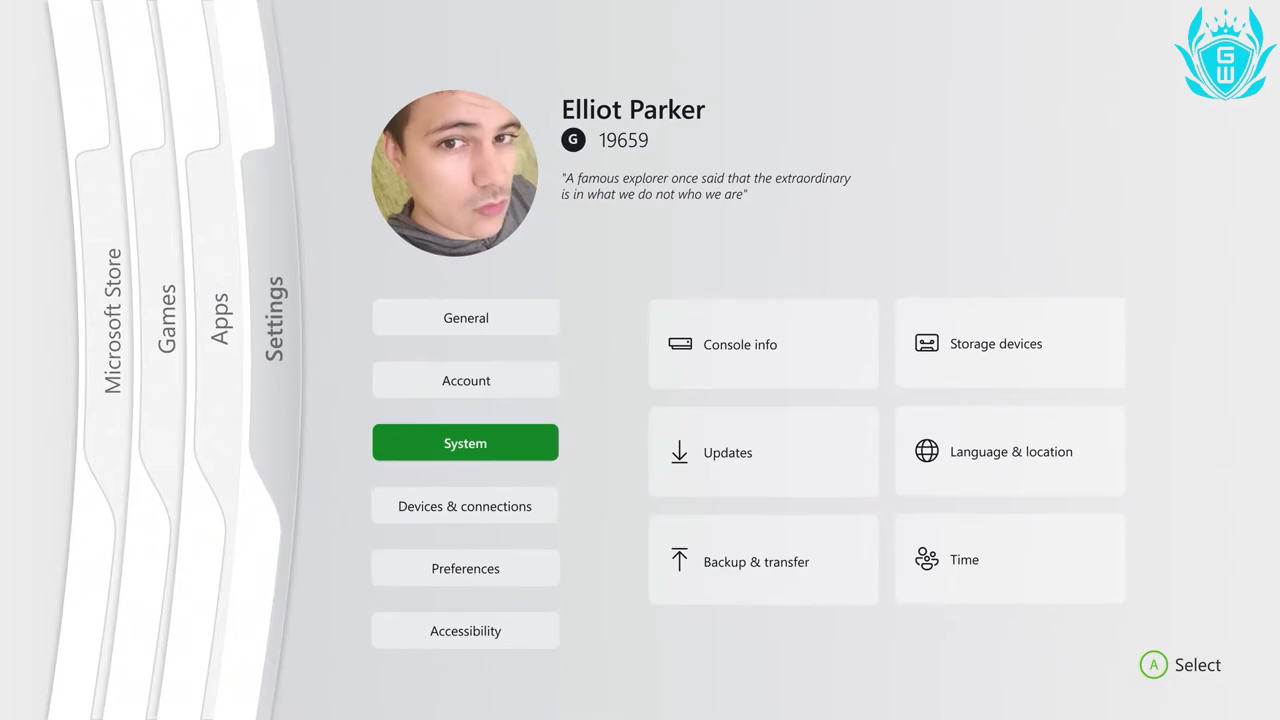 G
W
Elliot Parker
G 19659
"A famous explorer once said that the extraordinary
is in what we do not who we are"
Microsoft Store
Games
Apps
Settings
General
Account
System
Devices & connections
Preferences
Accessibility
Console info
Storage devices
Updates
Language & location
Backup & transfer
Time
A Select